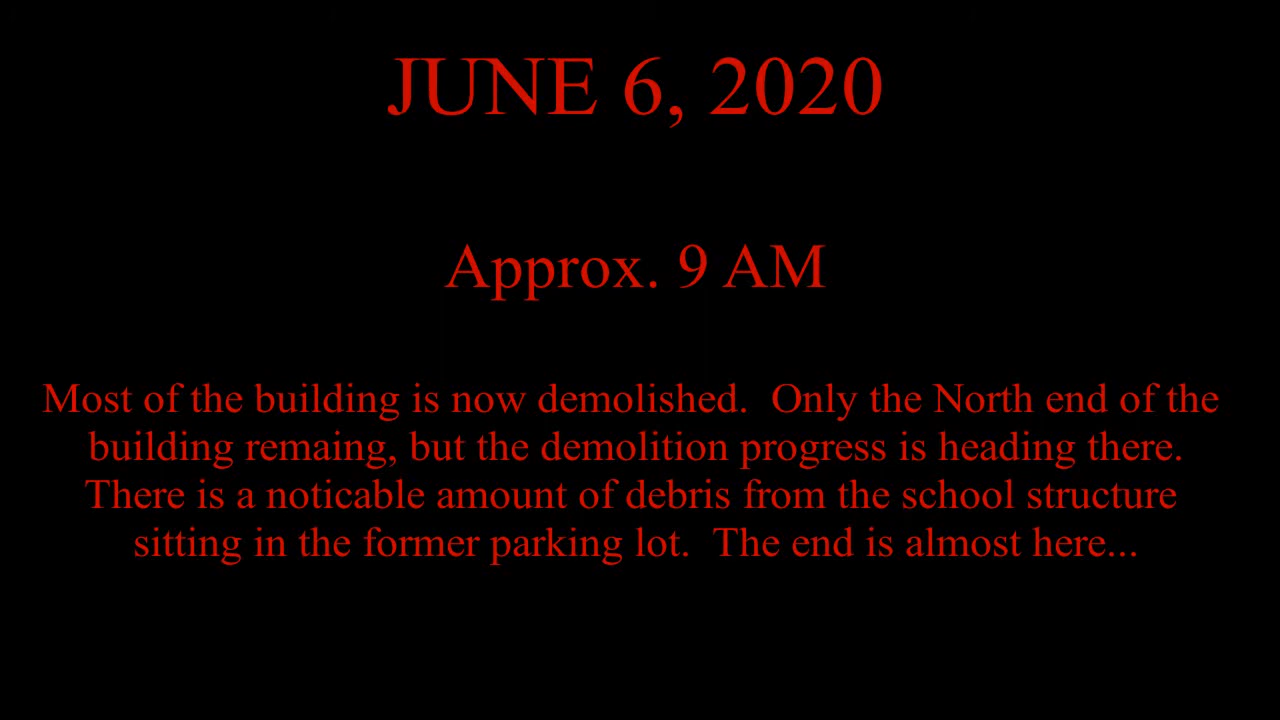 JUNE 6, 2020
Approx. 9 AM
Most of the building is now demolished.  Only the North end of the
building remaing, but the demolition progress is heading there.
There is a noticable amount of debris from the school structure
sitting in the former parking lot.  The end is almost here...